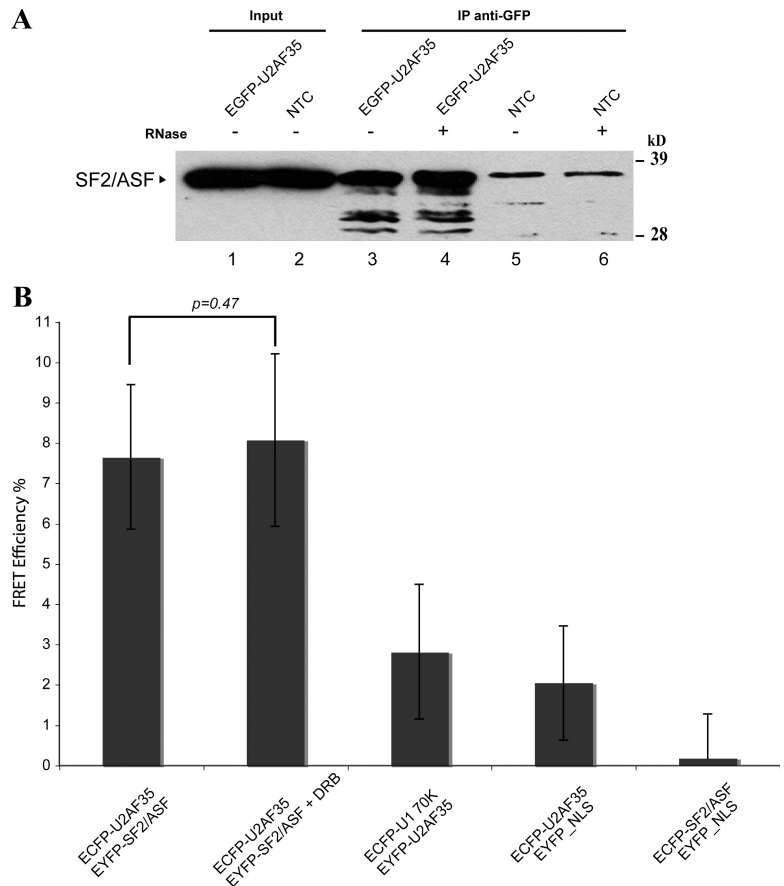 A
Input
IP anti-GFP
EGFP-U2AF35
NTC
EGFP-U2AF35
EGFP-U2AF35
NTC
NTC
RNase - - - + - +
kD
SF2/ASF
– 39
– 28
1 2 3 4 5 6
B
p=0.47
FRET Efficiency %
11
10
9
8
7
6
5
4
3
2
1
0
ECFP-U2AF35
EYFP-SF2/ASF
ECFP-U2AF35
EYFP-SF2/ASF + DRB
ECFP-U1 70K
EYFP-U2AF35
ECFP-U2AF35
EYFP_NLS
ECFP-SF2/ASF
EYFP_NLS